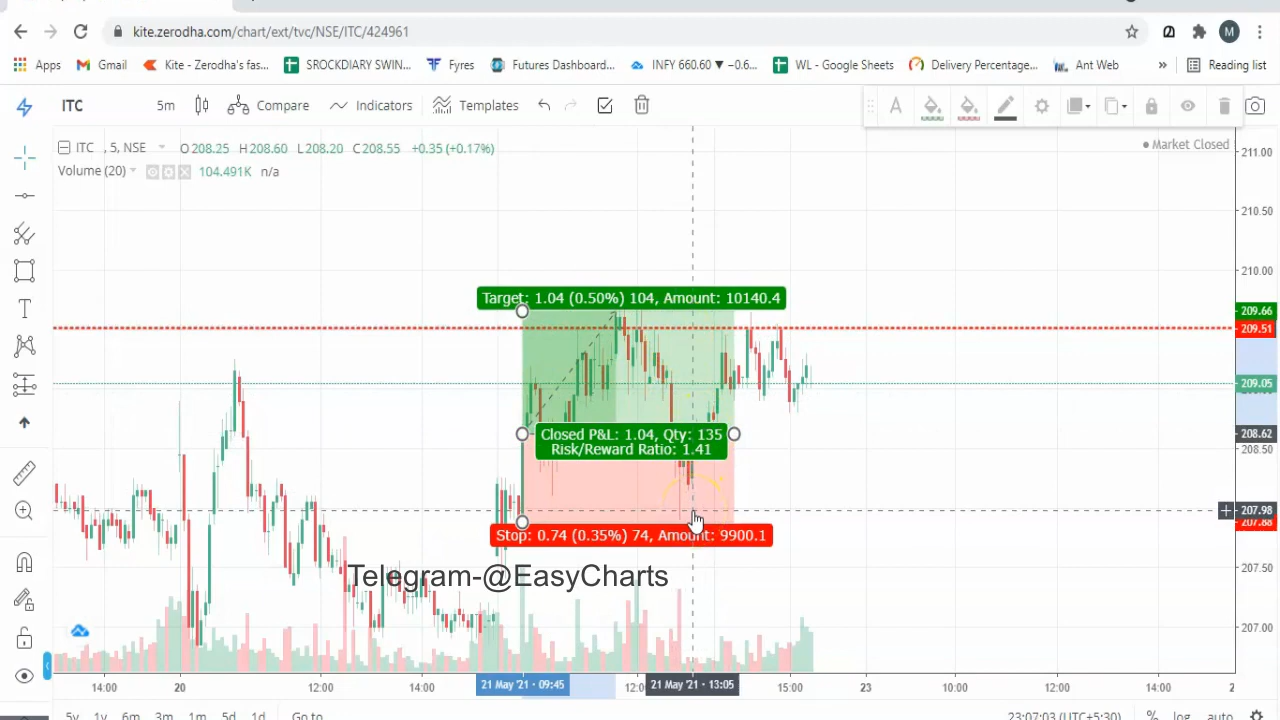 kite.zerodha.com/chart/ext/tvc/NSE/ITC/424961
M
Apps Gmail Kite - Zerodha's fas... SROCKDIARY SWIN... Fyres Futures Dashboard... INFY 660.60 ▼ −0.6... WL - Google Sheets Delivery Percentage... Ant Web » Reading list
ITC 5m Compare Indicators Templates
ITC , 5, NSE O208.25 H208.60 L208.20 C208.55 +0.35 (+0.17%)
Market Closed
Volume (20) 104.491K n/a
211.00
210.50
210.00
Target: 1.04 (0.50%) 104, Amount: 10140.4
209.66
209.51
209.05
Closed P&L: 1.04, Qty: 135
Risk/Reward Ratio: 1.41
208.62
208.50
207.98
207.88
Stop: 0.74 (0.35%) 74, Amount: 9900.1
207.50
Telegram-@EasyCharts
207.00
14:00 20 12:00 14:00 21 May '21 - 09:45 21 May '21 - 13:05 15:00 23 10:00 12:00 14:00 2
5y 1y 6m 3m 1m 5d 1d Go to 23:07:03 (UTC+5:30) % log auto